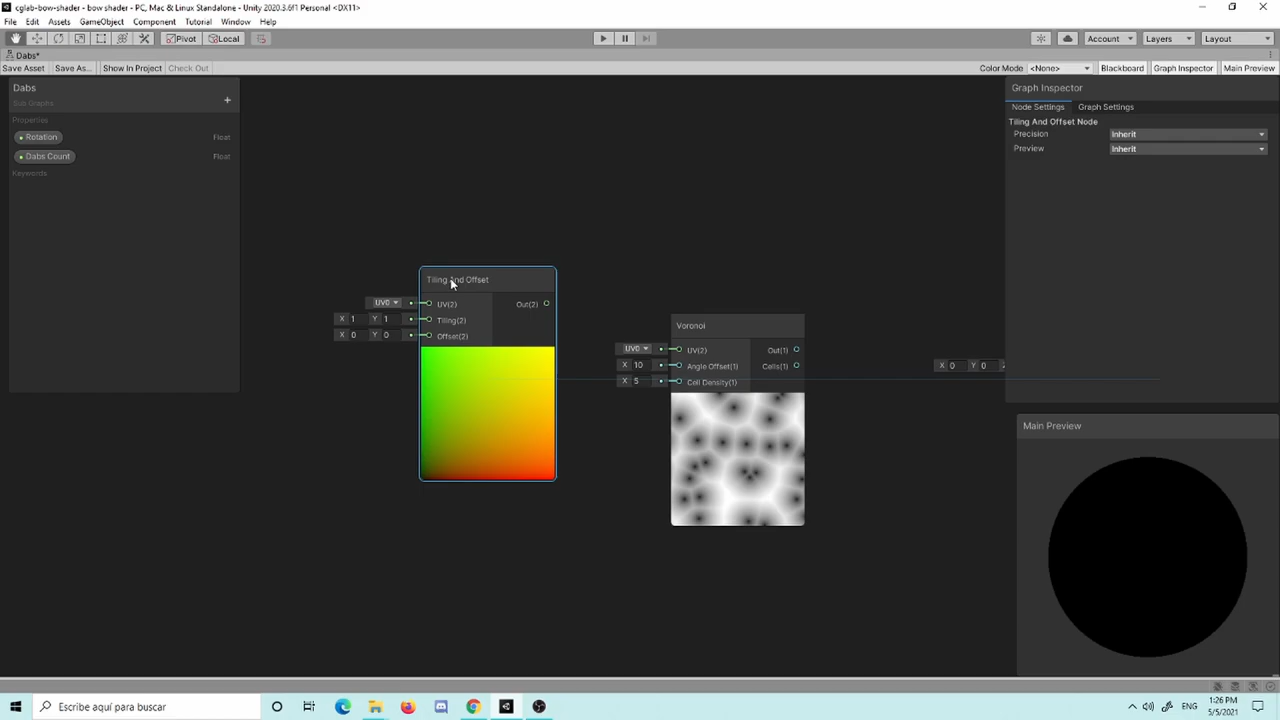 cglab-bow-shader - bow shader - PC, Mac & Linux Standalone - Unity 2020.3.6f1 Personal <DX11>
File Edit Assets GameObject Component Tutorial Window Help
Pivot Local Account Layers Layout
Dabs*
Save Asset Save As... Show In Project Check Out Color Mode <None> Blackboard Graph Inspector Main Preview
Dabs
Sub Graphs
Properties
Rotation Float
Dabs Count Float
Keywords
Graph Inspector
Node Settings Graph Settings
Tiling And Offset Node
Precision Inherit
Preview Inherit
Tiling And Offset
UV0 UV(2) Out(2)
X 1 Y 1 Tiling(2)
X 0 Y 0 Offset(2)
Voronoi
UV0 UV(2) Out(1)
X 10 Angle Offset(1) Cells(1)
X 5 Cell Density(1)
X 0 Y 0
Main Preview
Escribe aquí para buscar
ENG
1:26 PM
5/5/2021